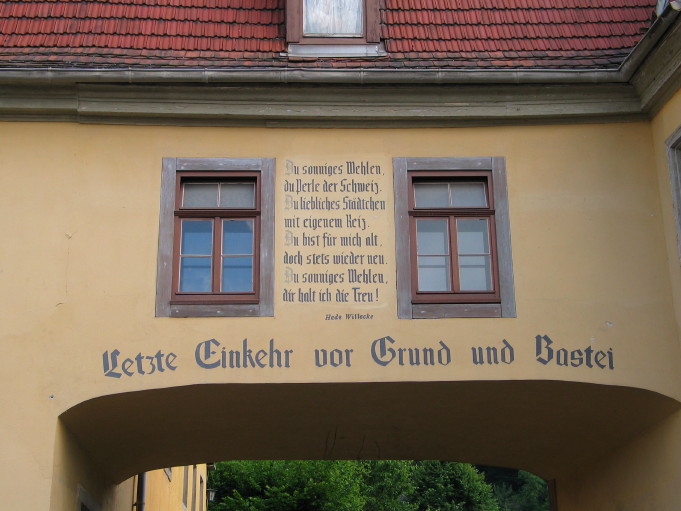 Du sonniges Wehlen,
du Perle der Schweiz.
Du liebliches Städtchen
mit eigenem Reiz.
Du bist für mich alt,
doch stets wieder neu.
Du sonniges Wehlen,
dir halt ich die Treu!
Letzte Einkehr vor Grund und Bastei